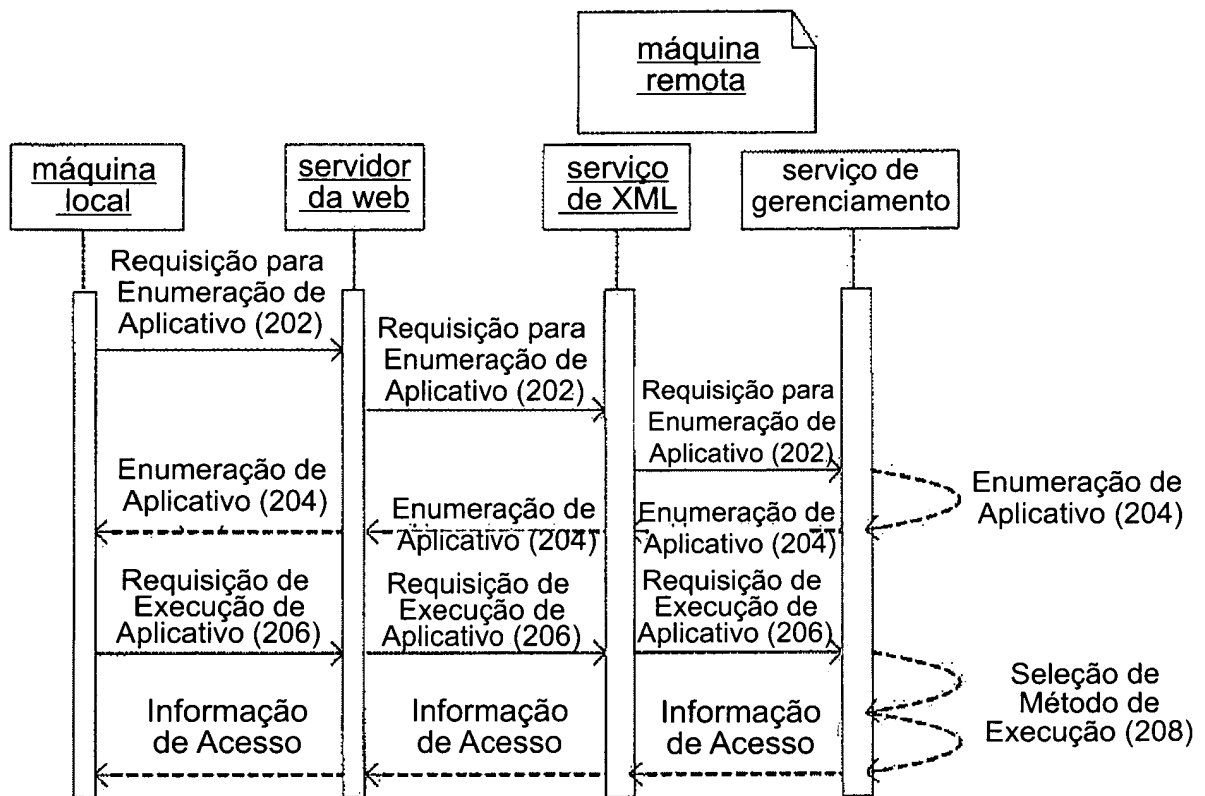 máquina
remota
máquina
local
servidor
da web
serviço
de XML
serviço de
gerenciamento
Requisição para
Enumeração de
Aplicativo (202)
Requisição para
Enumeração de
Aplicativo (202)
Requisição para
Enumeração de
Aplicativo (202)
Enumeração de
Aplicativo (204)
Enumeração de
Aplicativo (204)
Enumeração de
Aplicativo (204)
Enumeração de
Aplicativo (204)
Requisição de
Execução de
Aplicativo (206)
Requisição de
Execução de
Aplicativo (206)
Requisição de
Execução de
Aplicativo (206)
Seleção de
Método de
Execução (208)
Informação
de Acesso
Informação
de Acesso
Informação
de Acesso